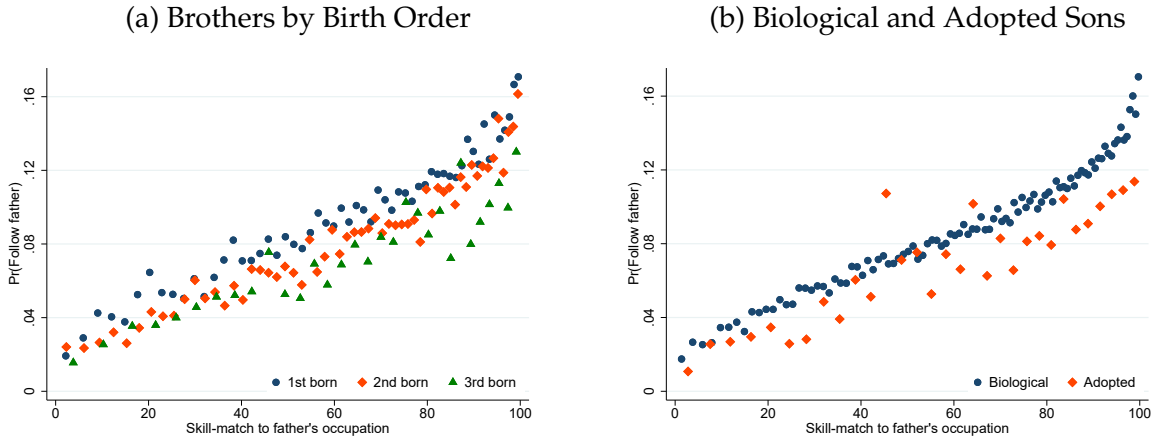 (a) Brothers by Birth Order
Pr(Follow father)
.16
.12
.08
.04
0
1st born 2nd born 3rd born
0 20 40 60 80 100
Skill-match to father's occupation
(b) Biological and Adopted Sons
Pr(Follow father)
.16
.12
.08
.04
0
Biological Adopted
0 20 40 60 80 100
Skill-match to father's occupation